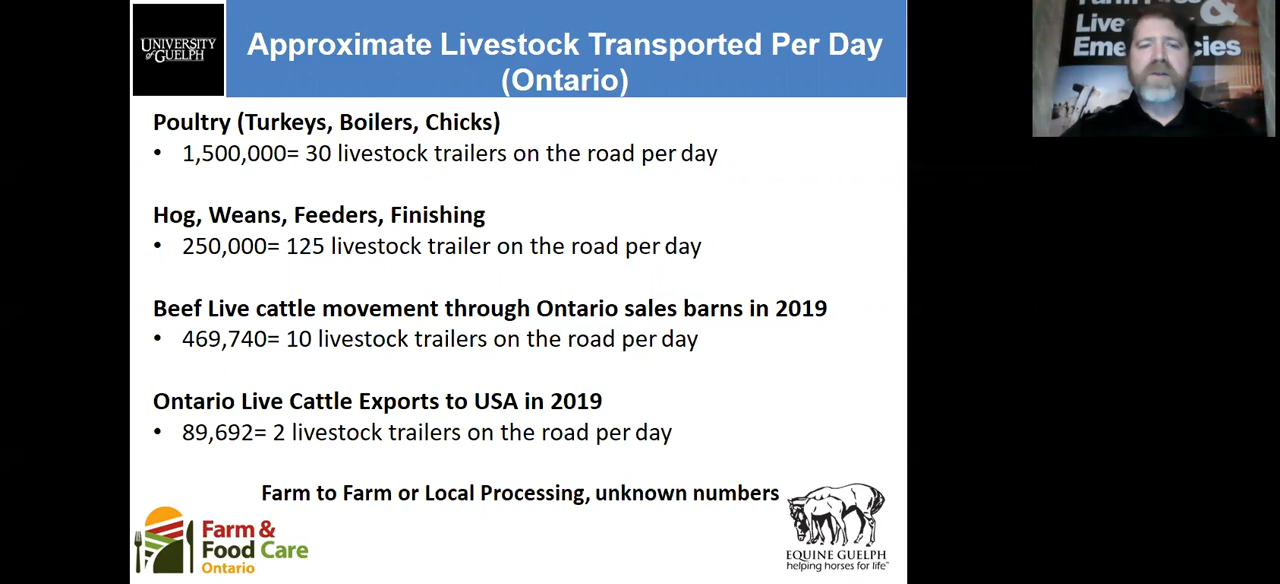 UNIVERSITY
of GUELPH
Approximate Livestock Transported Per Day
(Ontario)
Poultry (Turkeys, Boilers, Chicks)
• 1,500,000= 30 livestock trailers on the road per day
Hog, Weans, Feeders, Finishing
• 250,000= 125 livestock trailer on the road per day
Beef Live cattle movement through Ontario sales barns in 2019
• 469,740= 10 livestock trailers on the road per day
Ontario Live Cattle Exports to USA in 2019
• 89,692= 2 livestock trailers on the road per day
Farm to Farm or Local Processing, unknown numbers
Farm &
Food Care
Ontario
EQUINE GUELPH
helping horses for life™
&
Live
Eme cies